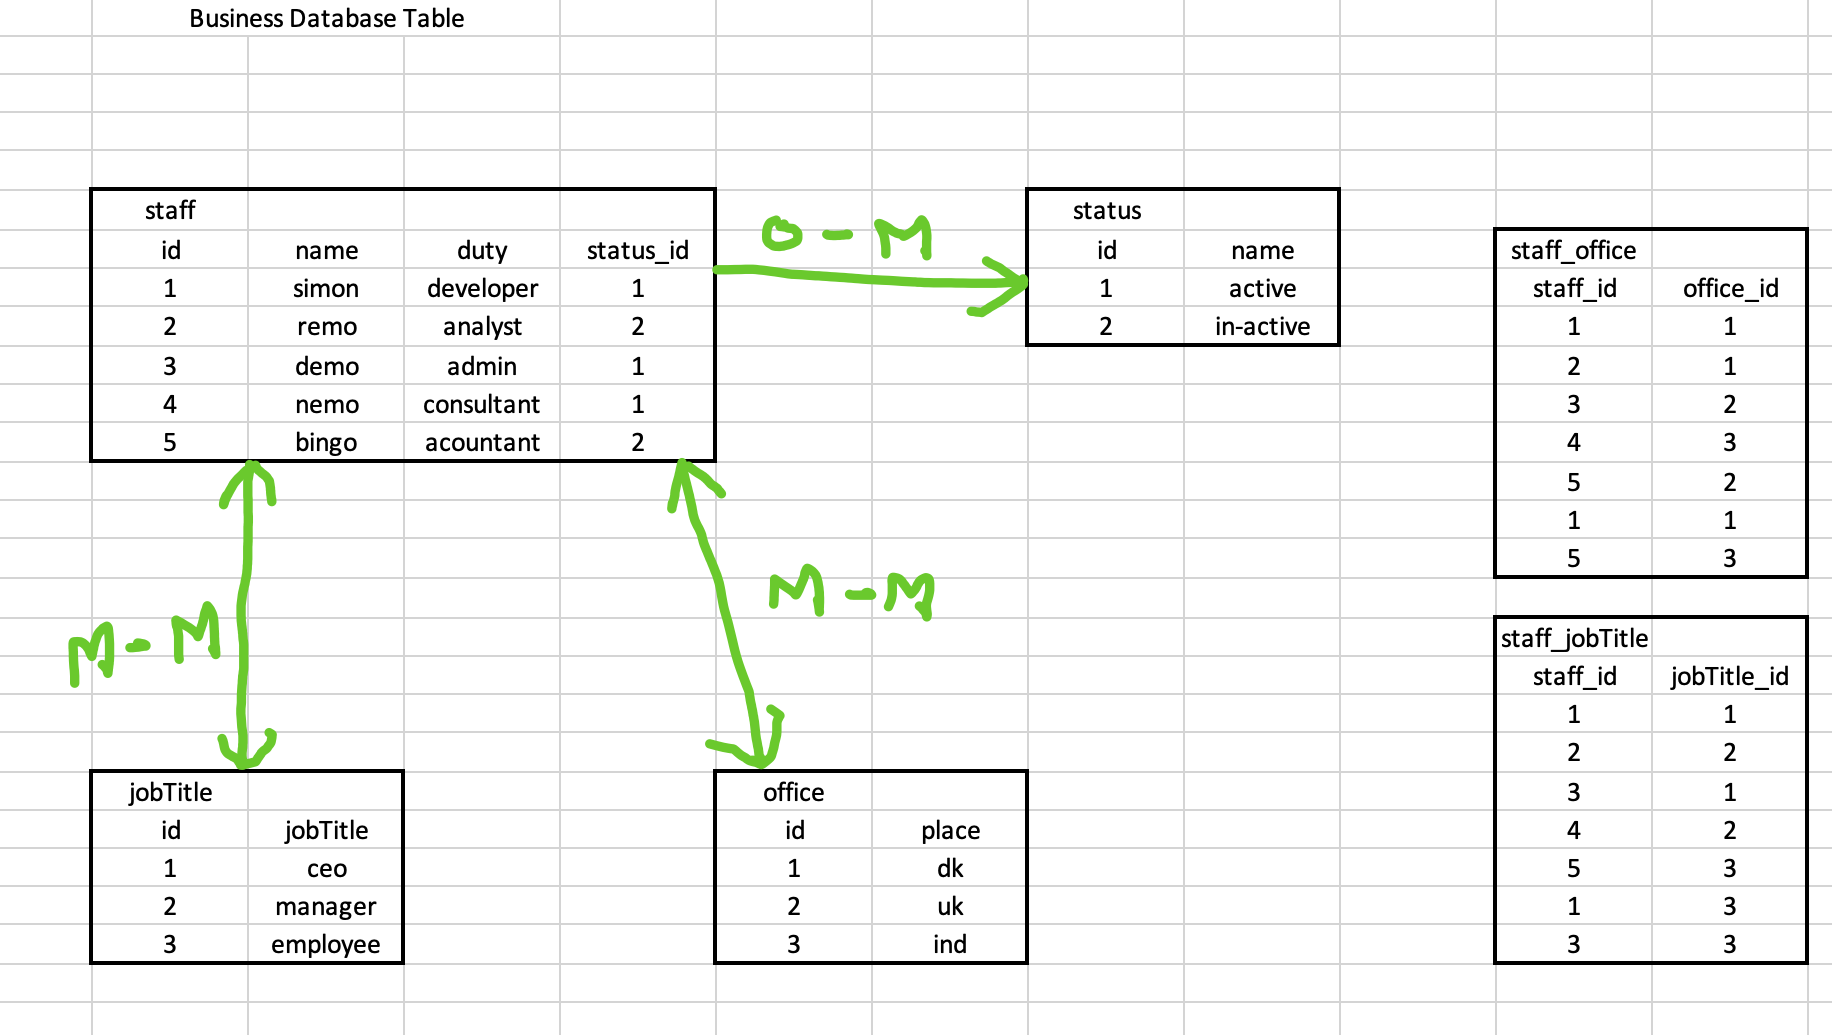 Business Database Table
staff
id name duty status_id
1 simon developer 1
2 remo analyst 2
3 demo admin 1
4 nemo consultant 1
5 bingo acountant 2
O - M
status
id name
1 active
2 in-active
staff_office
staff_id office_id
1 1
2 1
3 2
4 3
5 2
1 1
5 3
M - M
M - M
jobTitle
id jobTitle
1 ceo
2 manager
3 employee
office
id place
1 dk
2 uk
3 ind
staff_jobTitle
staff_id jobTitle_id
1 1
2 2
3 1
4 2
5 3
1 3
3 3